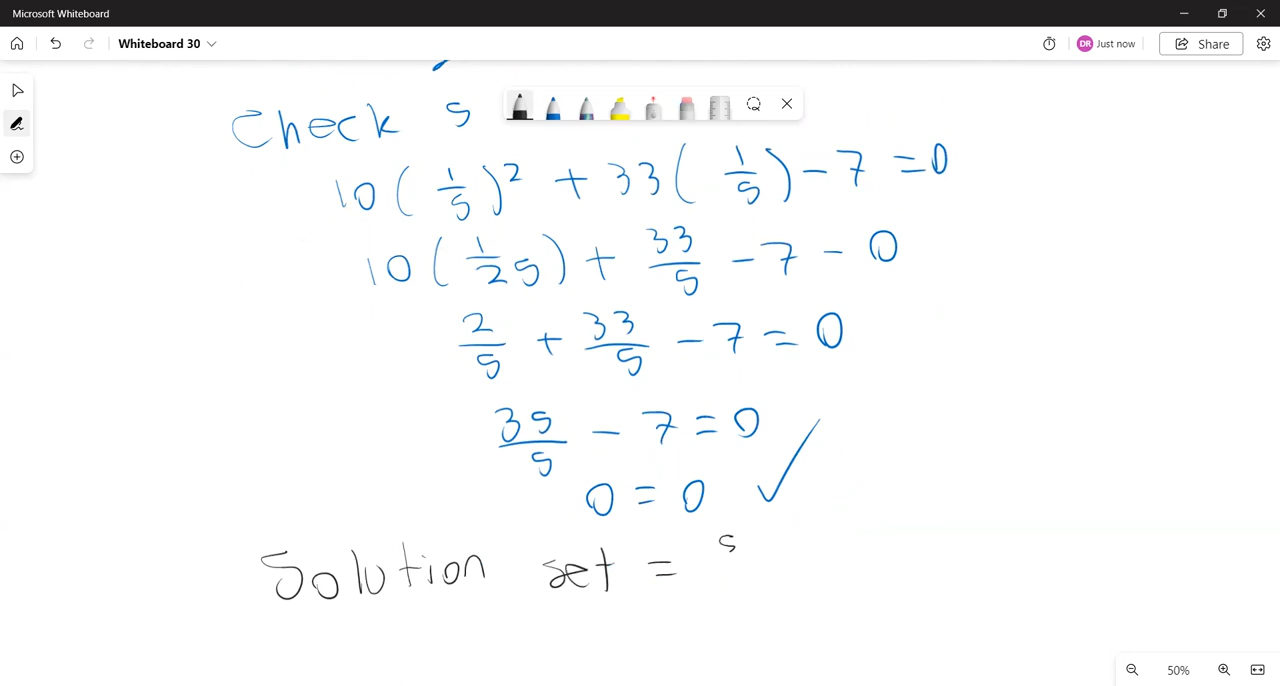 Microsoft Whiteboard
Whiteboard 30
DR Just now Share
Check 5
10(1/5)² + 33(1/5) - 7 = 0
10(1/25) + 33/5 - 7 - 0
2/5 + 33/5 - 7 = 0
35/5 - 7 = 0
0 = 0 ✓
Solution set =
50%